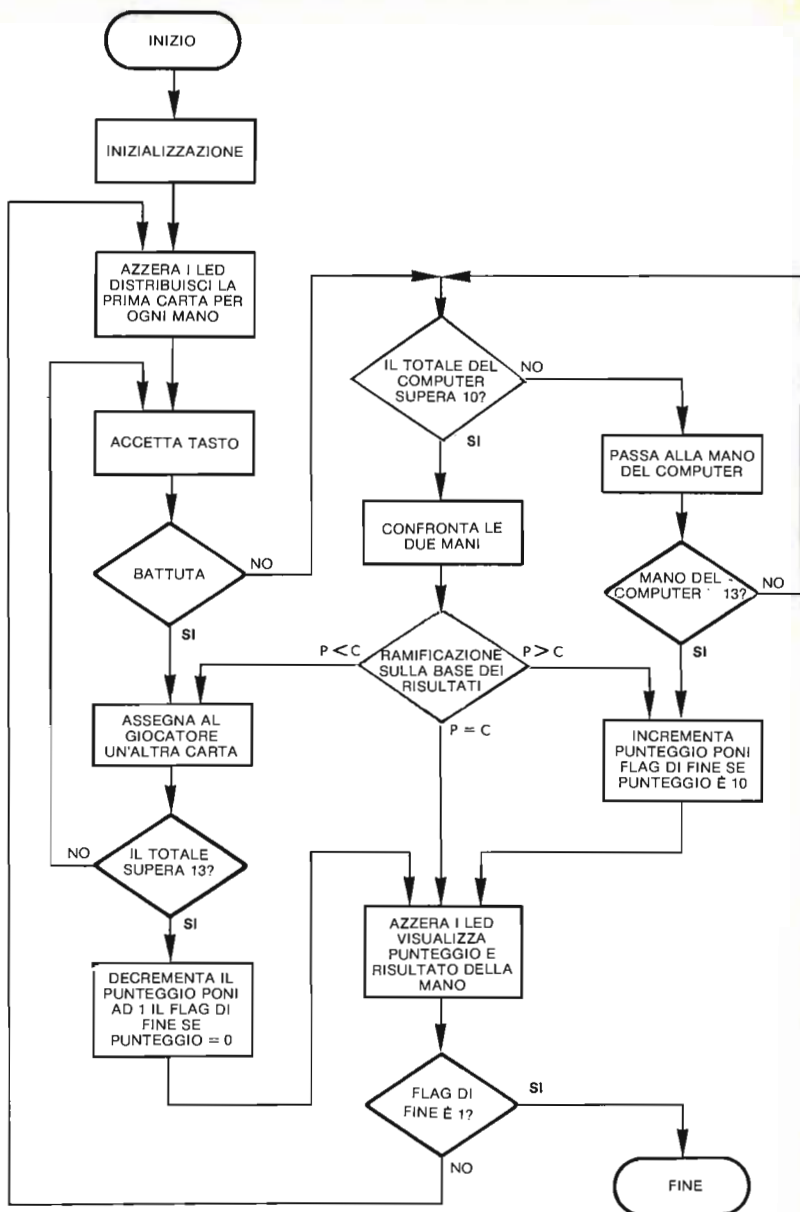 INIZIO
INIZIALIZZAZIONE
AZZERA I LED
DISTRIBUISCI LA
PRIMA CARTA PER
OGNI MANO
ACCETTA TASTO
BATTUTA
NO
SI
ASSEGNA AL
GIOCATORE
UN'ALTRA CARTA
IL TOTALE
SUPERA 13?
NO
SI
DECREMENTA IL
PUNTEGGIO PONI
AD 1 IL FLAG DI
FINE SE
PUNTEGGIO = 0
IL TOTALE DEL
COMPUTER
SUPERA 10?
NO
SI
CONFRONTA LE
DUE MANI
RAMIFICAZIONE
SULLA BASE DEI
RISULTATI
P < C
P > C
P = C
PASSA ALLA MANO
DEL COMPUTER
MANO DEL
COMPUTER 13?
NO
SI
INCREMENTA
PUNTEGGIO PONI
FLAG DI FINE SE
PUNTEGGIO È 10
AZZERA I LED
VISUALIZZA
PUNTEGGIO E
RISULTATO DELLA
MANO
FLAG DI
FINE È 1?
SI
NO
FINE